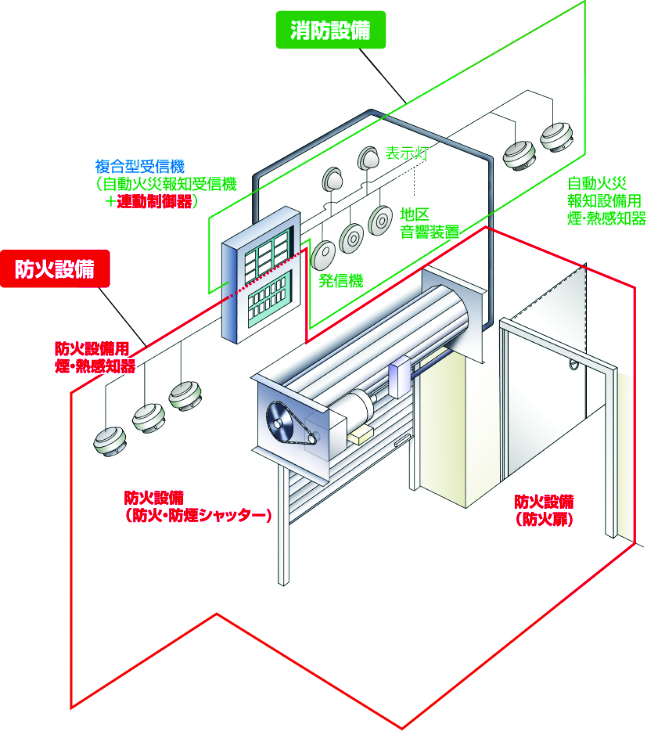 消防設備
表示灯
複合型受信機
（自動火災報知受信機
＋連動制御器）
自動火災
報知設備用
煙・熱感知器
地区
音響装置
発信機
防火設備
防火設備用
煙・熱感知器
防火設備
（防火・防煙シャッター）
防火設備
（防火扉）